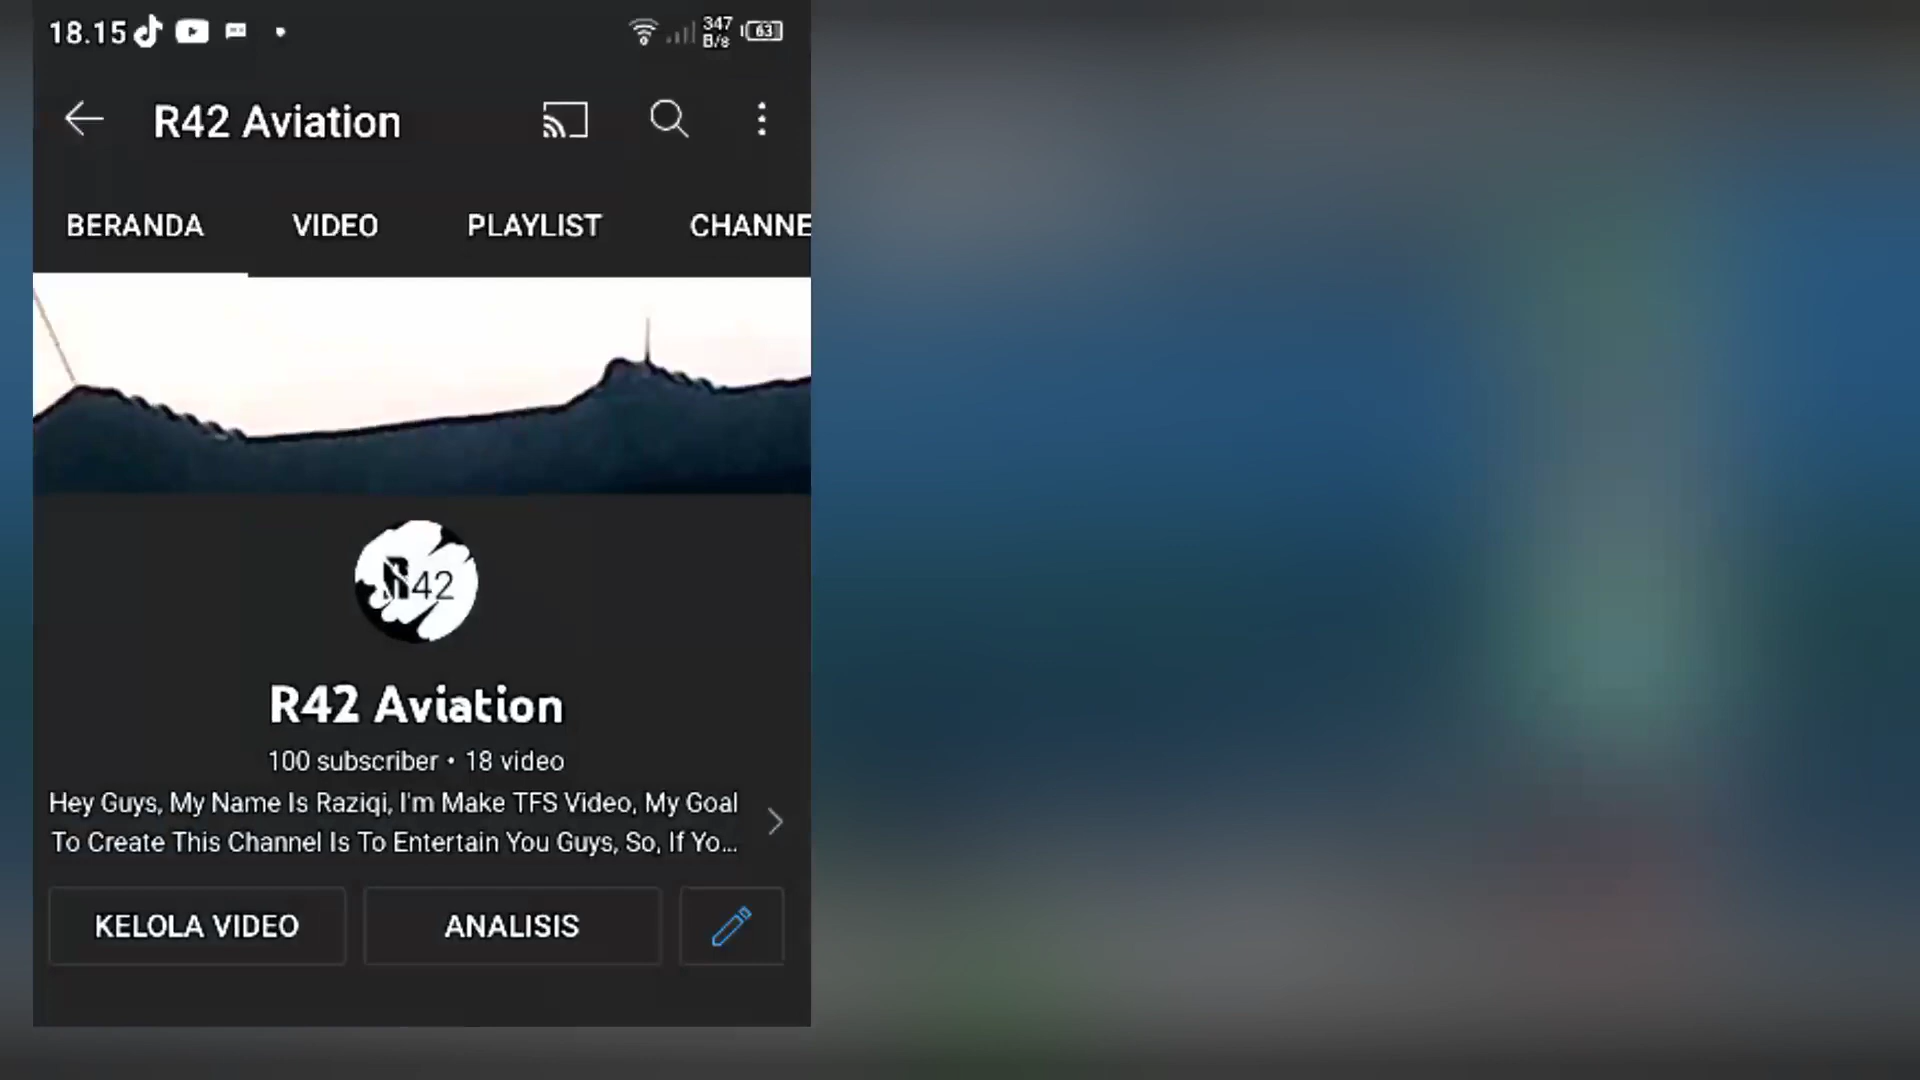 18.15
347
B/s
63
R42 Aviation
BERANDA VIDEO PLAYLIST CHANNE
R42
R42 Aviation
100 subscriber • 18 video
Hey Guys, My Name Is Raziqi, I'm Make TFS Video, My Goal
To Create This Channel Is To Entertain You Guys, So, If Yo...
KELOLA VIDEO ANALISIS